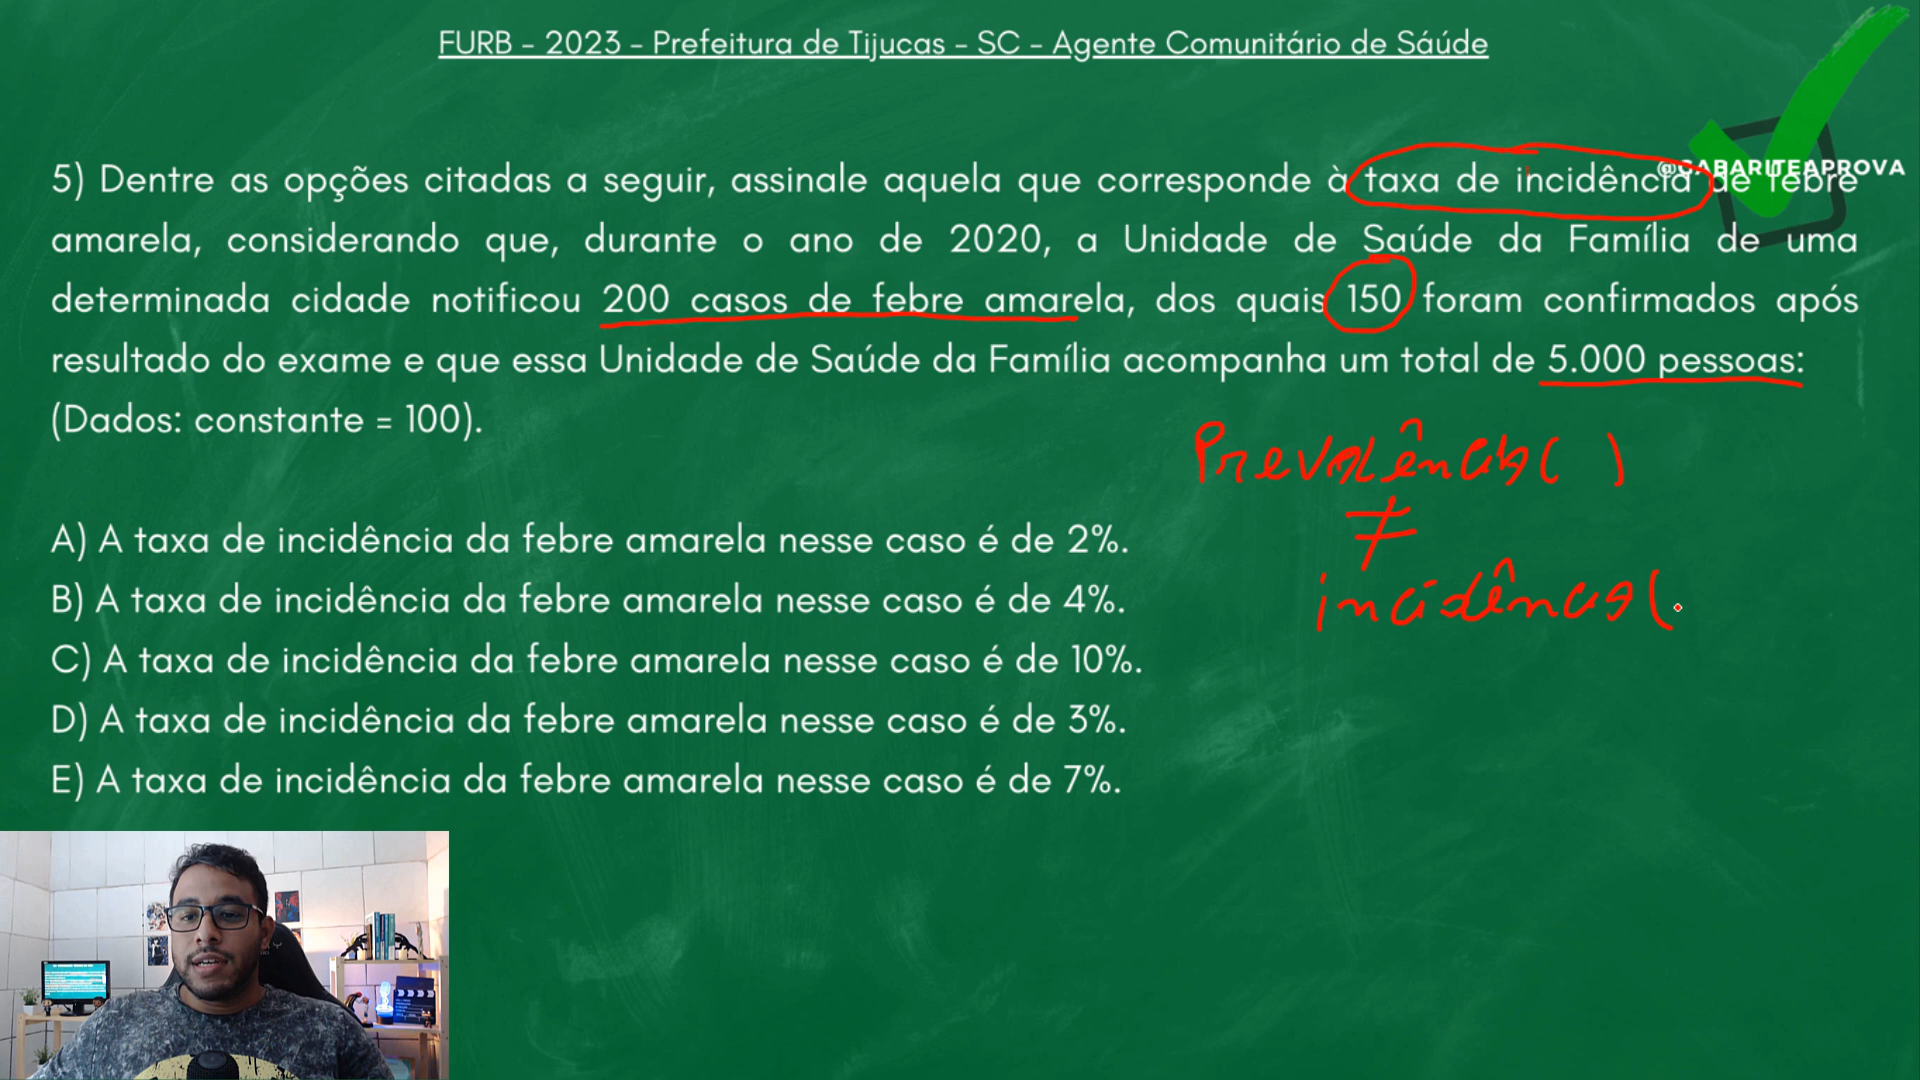 FURB - 2023 - Prefeitura de Tijucas - SC - Agente Comunitário de Sáúde
@GABARITEAPROVA
5) Dentre as opções citadas a seguir, assinale aquela que corresponde à taxa de incidência de febre
amarela, considerando que, durante o ano de 2020, a Unidade de Saúde da Família de uma
determinada cidade notificou 200 casos de febre amarela, dos quais 150 foram confirmados após
resultado do exame e que essa Unidade de Saúde da Família acompanha um total de 5.000 pessoas:
(Dados: constante = 100).
Prevalência ( )
≠
incidência (
A) A taxa de incidência da febre amarela nesse caso é de 2%.
B) A taxa de incidência da febre amarela nesse caso é de 4%.
C) A taxa de incidência da febre amarela nesse caso é de 10%.
D) A taxa de incidência da febre amarela nesse caso é de 3%.
E) A taxa de incidência da febre amarela nesse caso é de 7%.